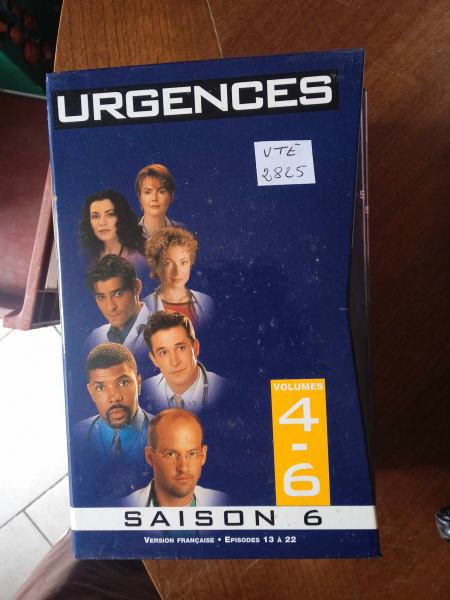 URGENCES
VTE
2825
VOLUMES
4
-
6
SAISON 6
VERSION FRANÇAISE • EPISODES 13 À 22